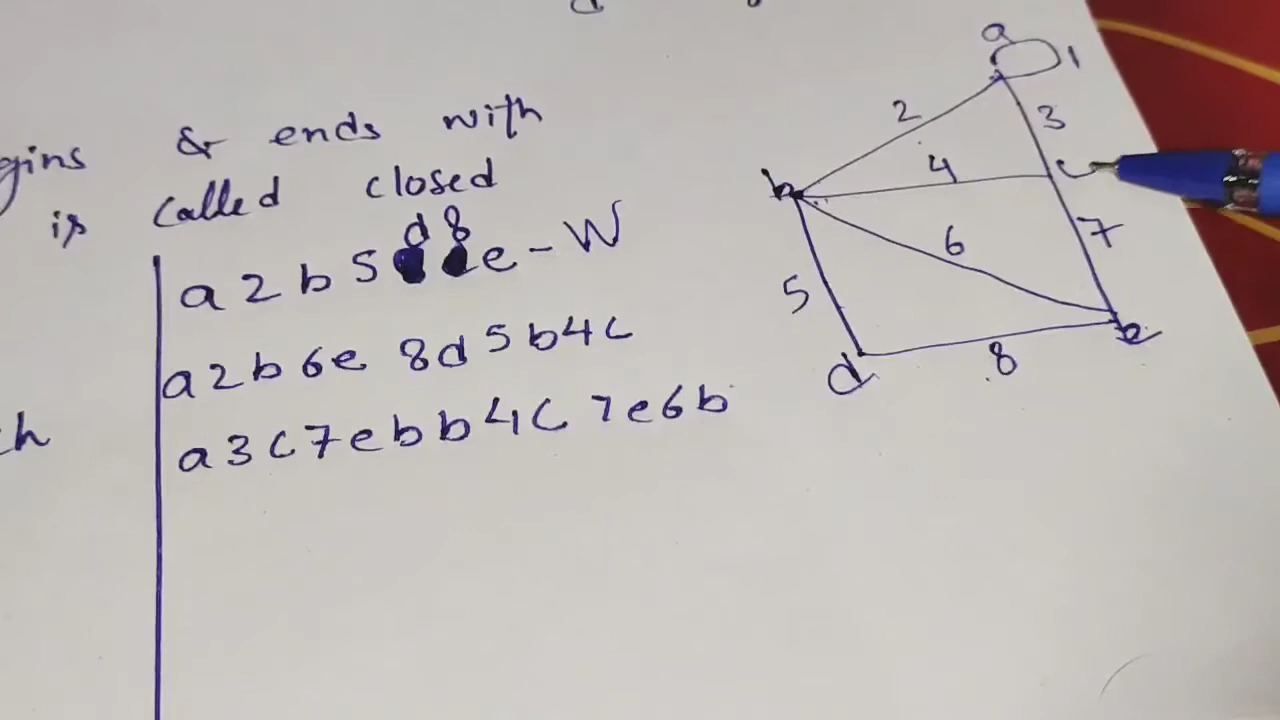 gins & ends with
is called closed
a 2 b 5 d 8 e - W
a 2 b 6 e 8 d 5 b 4 c
a 3 c 7 e b b 4 c 7 e 6 b
ch
a
1
2
3
b
4
c
6
7
5
8
d
e